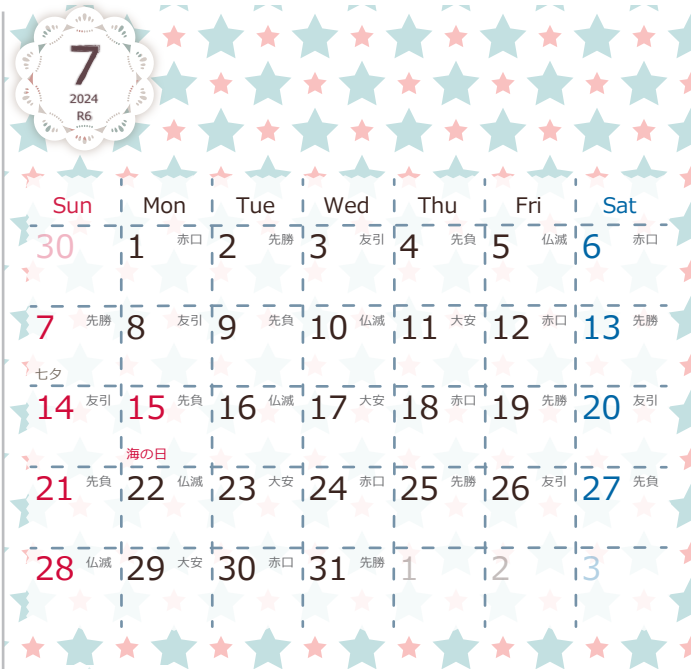 7
2024
R6
Sun Mon Tue Wed Thu Fri Sat
30 1 赤口 2 先勝 3 友引 4 先負 5 仏滅 6 赤口
7 先勝 8 友引 9 先負 10 仏滅 11 大安 12 赤口 13 先勝
七夕
14 友引 15 先負 16 仏滅 17 大安 18 赤口 19 先勝 20 友引
海の日
21 先負 22 仏滅 23 大安 24 赤口 25 先勝 26 友引 27 先負
28 仏滅 29 大安 30 赤口 31 先勝 1 2 3